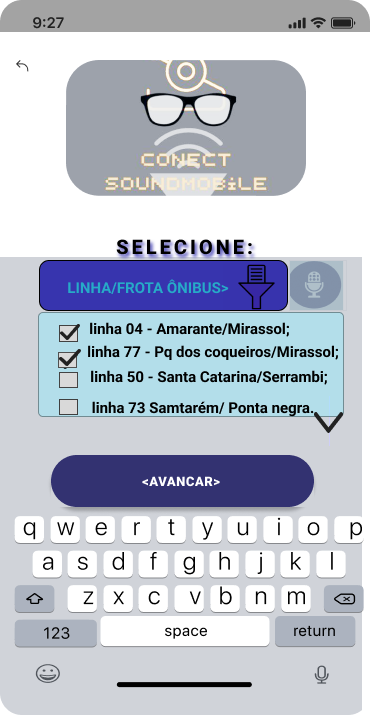 9:27
CONECT
SOUNDMOBiLE
SELECIONE:
LINHA/FROTA ÔNIBUS>
linha 04 - Amarante/Mirassol;
linha 77 - Pq dos coqueiros/Mirassol;
linha 50 - Santa Catarina/Serrambi;
linha 73 Samtarém/ Ponta negra.
<AVANCAR>
q w e r t y u i o p
a s d f g h j k l
z x c v b n m
123 space return